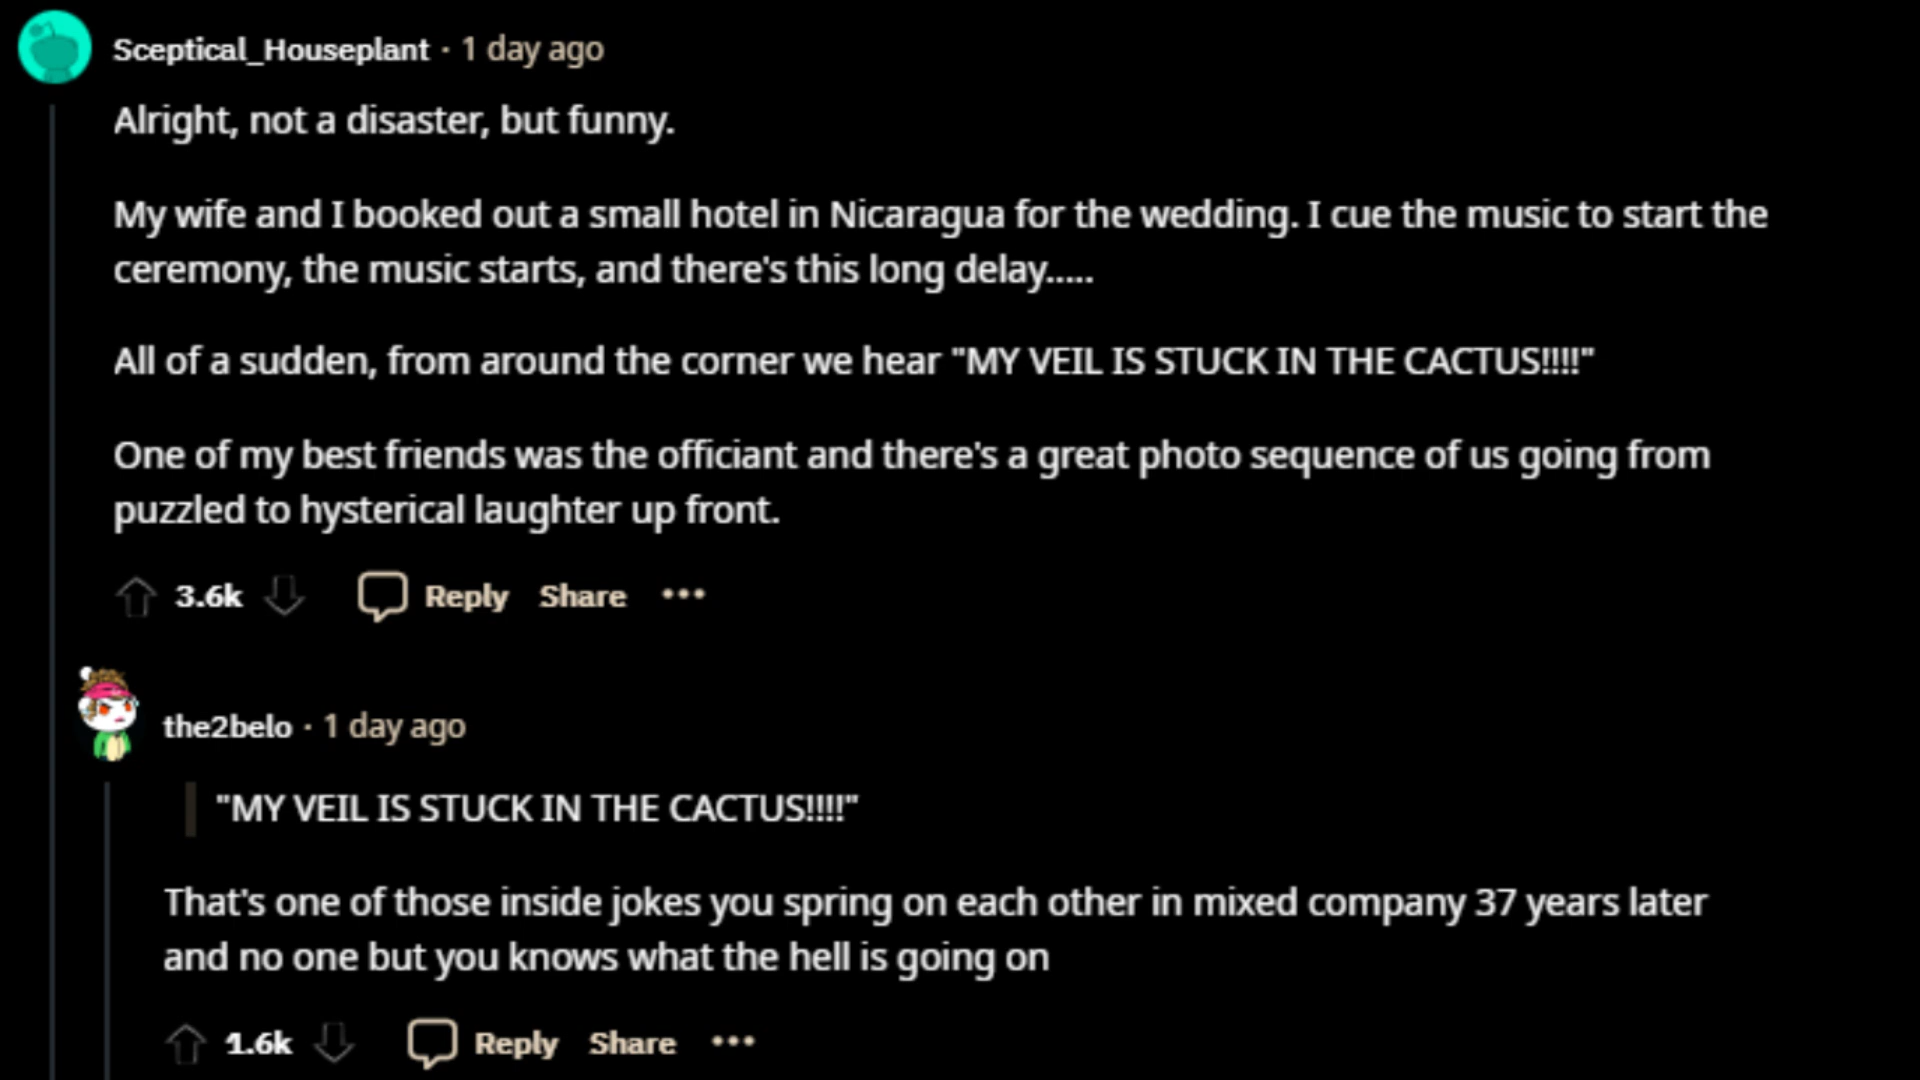 Sceptical_Houseplant · 1 day ago
Alright, not a disaster, but funny.
My wife and I booked out a small hotel in Nicaragua for the wedding. I cue the music to start the
ceremony, the music starts, and there's this long delay.....
All of a sudden, from around the corner we hear "MY VEIL IS STUCK IN THE CACTUS!!!!"
One of my best friends was the officiant and there's a great photo sequence of us going from
puzzled to hysterical laughter up front.
3.6k Reply Share •••
the2belo · 1 day ago
"MY VEIL IS STUCK IN THE CACTUS!!!!"
That's one of those inside jokes you spring on each other in mixed company 37 years later
and no one but you knows what the hell is going on
1.6k Reply Share •••